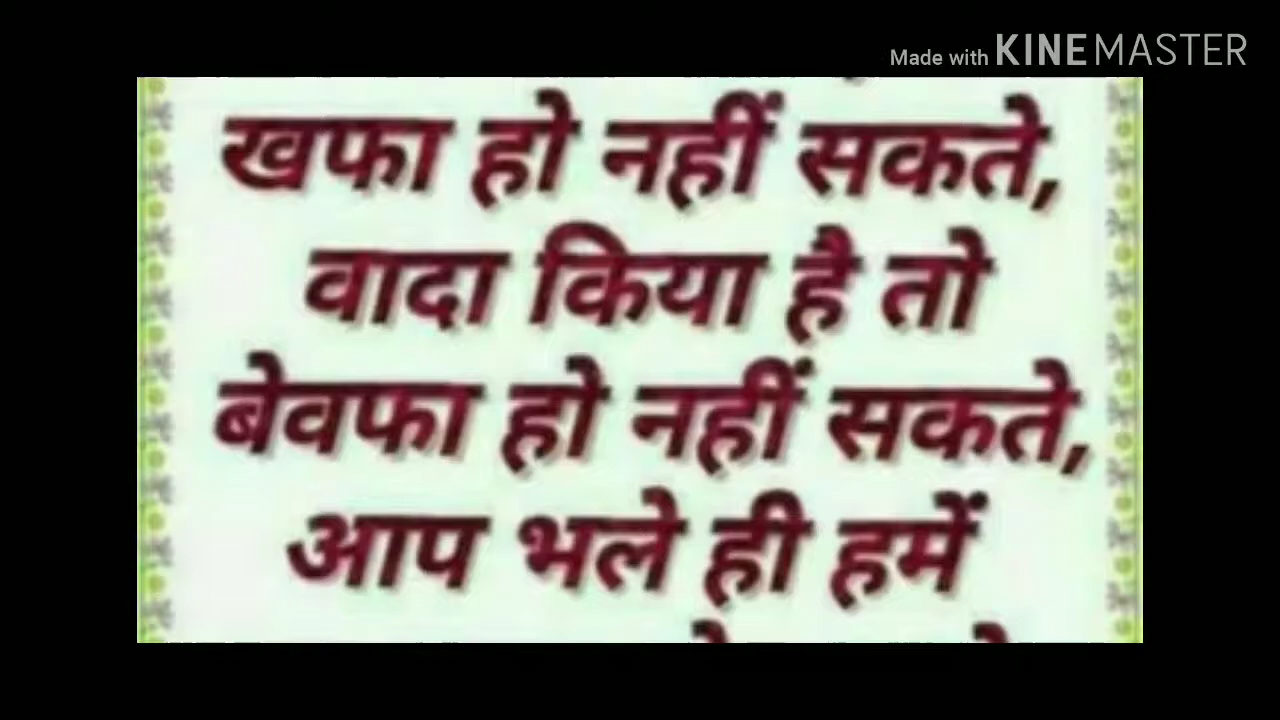 Made with KINEMASTER
खफा हो नहीं सकते,
वादा किया है तो
बेवफा हो नहीं सकते,
आप भले ही हमें